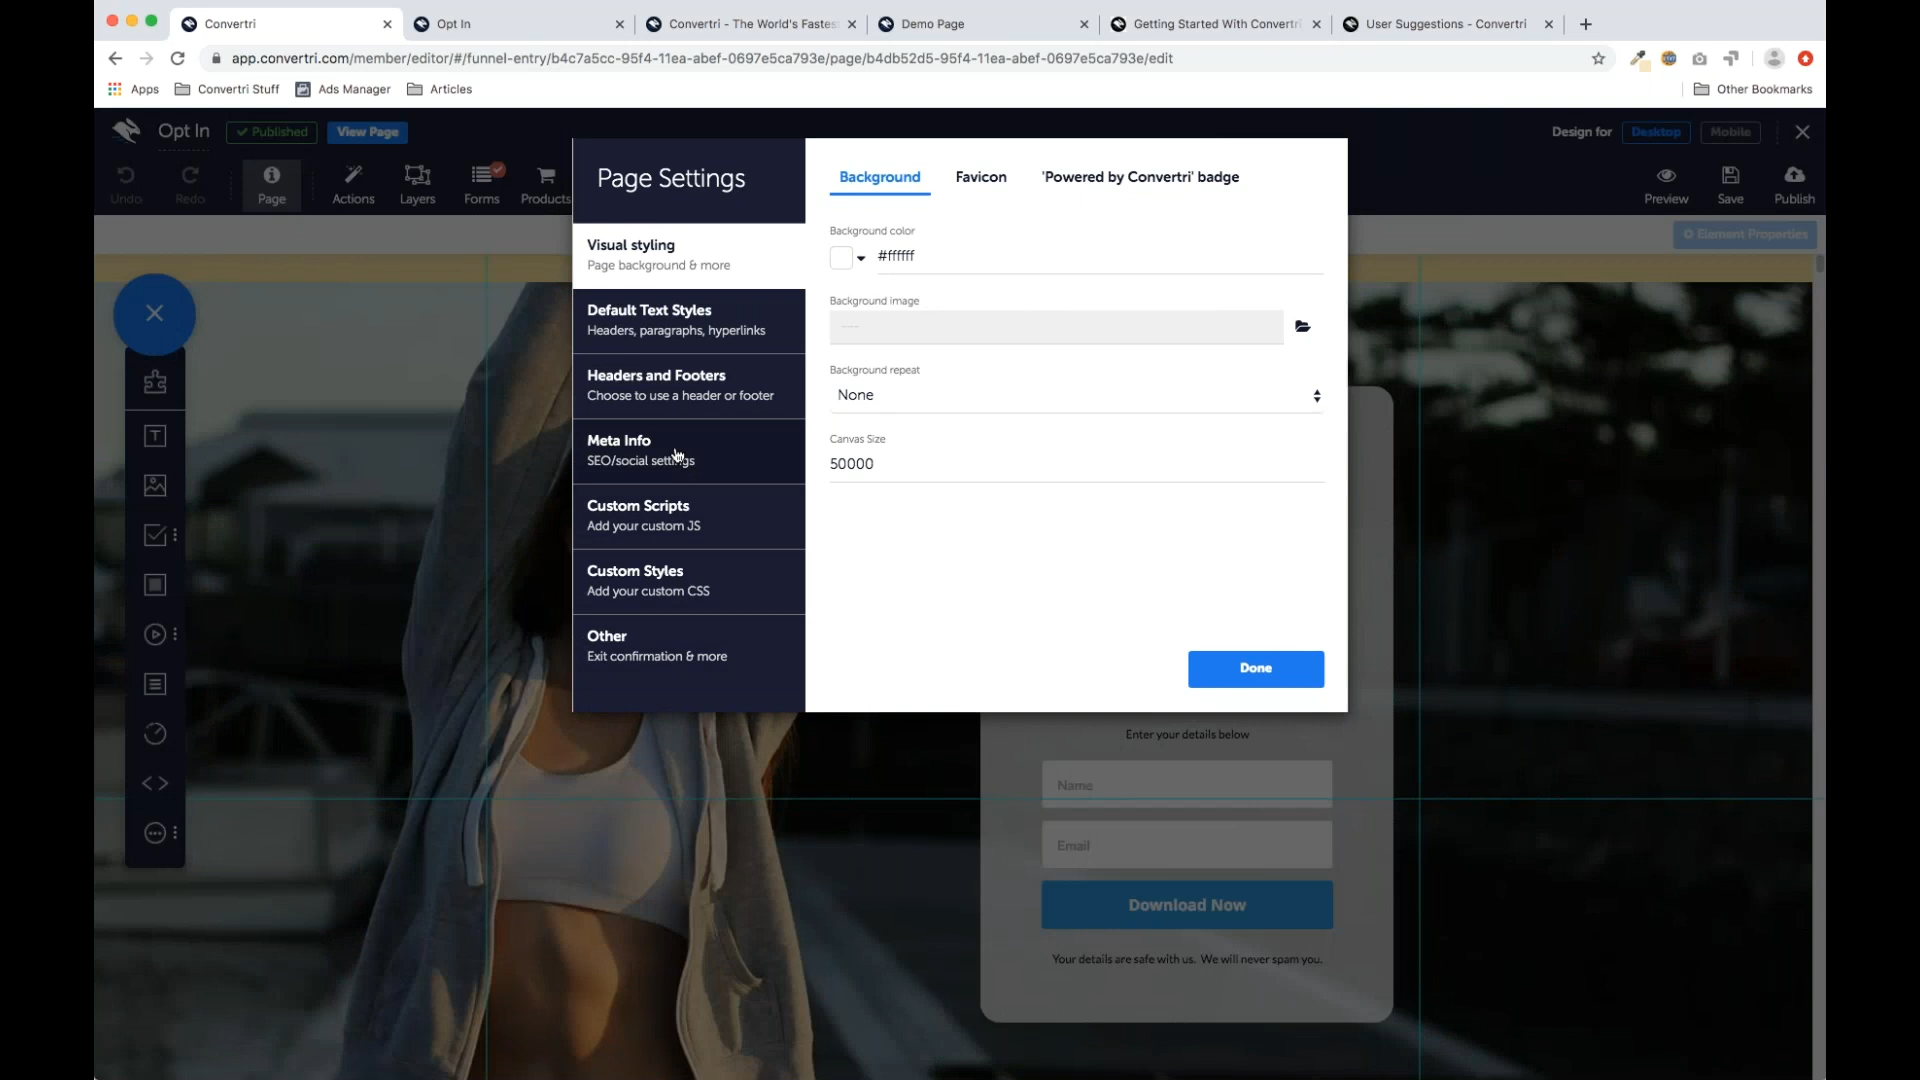 Convertri
Opt In
Convertri - The World's Fastes
Demo Page
Getting Started With Convertri
User Suggestions - Convertri
app.convertri.com/member/editor/#/funnel-entry/b4c7a5cc-95f4-11ea-abef-0697e5ca793e/page/b4db52d5-95f4-11ea-abef-0697e5ca793e/edit
Apps
Convertri Stuff
Ads Manager
Articles
Other Bookmarks
Opt In
Published
View Page
Design for
Desktop
Mobile
Undo
Redo
Page
Actions
Layers
Forms
Products
Preview
Save
Publish
Element Properties
Page Settings
Visual styling
Page background & more
Default Text Styles
Headers, paragraphs, hyperlinks
Headers and Footers
Choose to use a header or footer
Meta Info
SEO/social settings
Custom Scripts
Add your custom JS
Custom Styles
Add your custom CSS
Other
Exit confirmation & more
Background
Favicon
'Powered by Convertri' badge
Background color
#ffffff
Background image
---
Background repeat
None
Canvas Size
50000
Done
Enter your details below
Name
Email
Download Now
Your details are safe with us. We will never spam you.